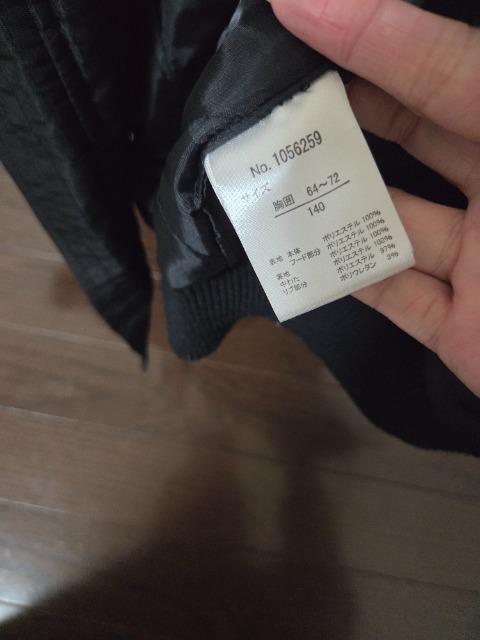 No. 1056259
サイズ
胸囲 64～72
140
表地 本体 ポリエステル 100%
フード部分 ポリエステル 100%
裏地 ポリエステル 100%
中わた ポリエステル 100%
リブ部分 ポリエステル 97%
ポリウレタン 3%